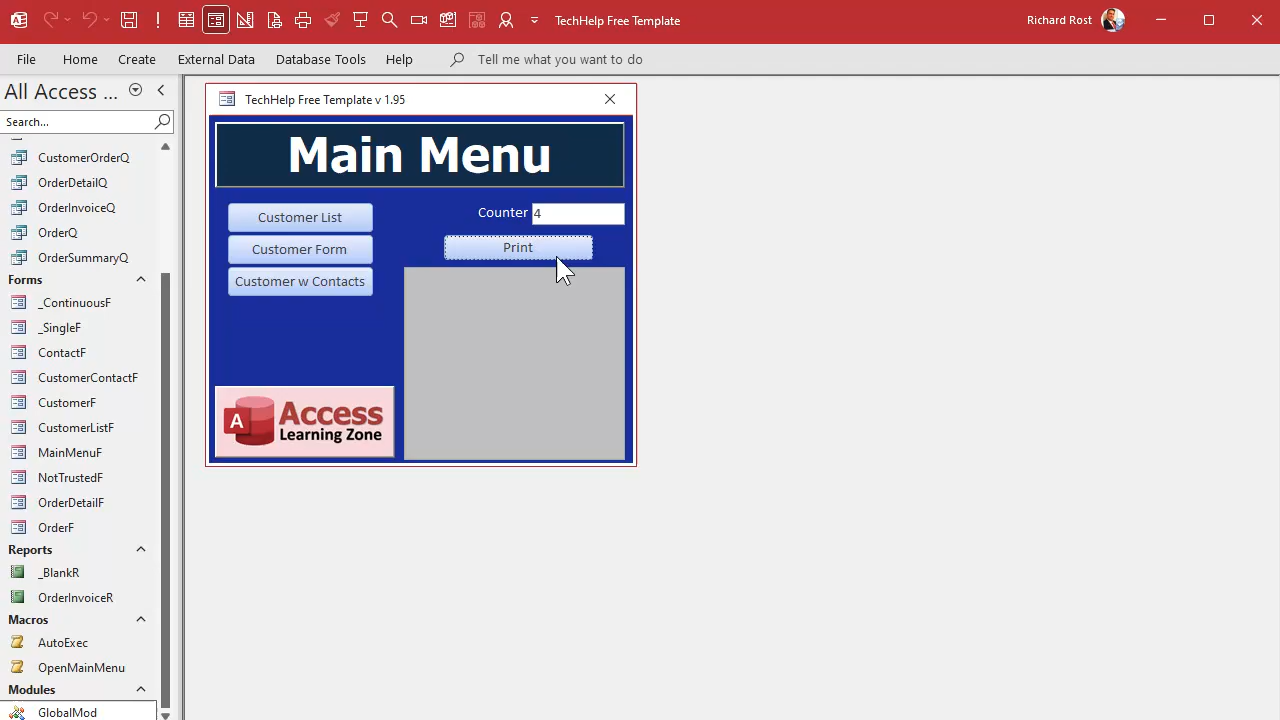 TechHelp Free Template
Richard Rost
File Home Create External Data Database Tools Help Tell me what you want to do
All Access ...
Search...
CustomerOrderQ
OrderDetailQ
OrderInvoiceQ
OrderQ
OrderSummaryQ
Forms
_ContinuousF
_SingleF
ContactF
CustomerContactF
CustomerF
CustomerListF
MainMenuF
NotTrustedF
OrderDetailF
OrderF
Reports
_BlankR
OrderInvoiceR
Macros
AutoExec
OpenMainMenu
Modules
GlobalMod
TechHelp Free Template v 1.95
Main Menu
Customer List
Customer Form
Customer w Contacts
Counter 4
Print
A Access
Learning Zone